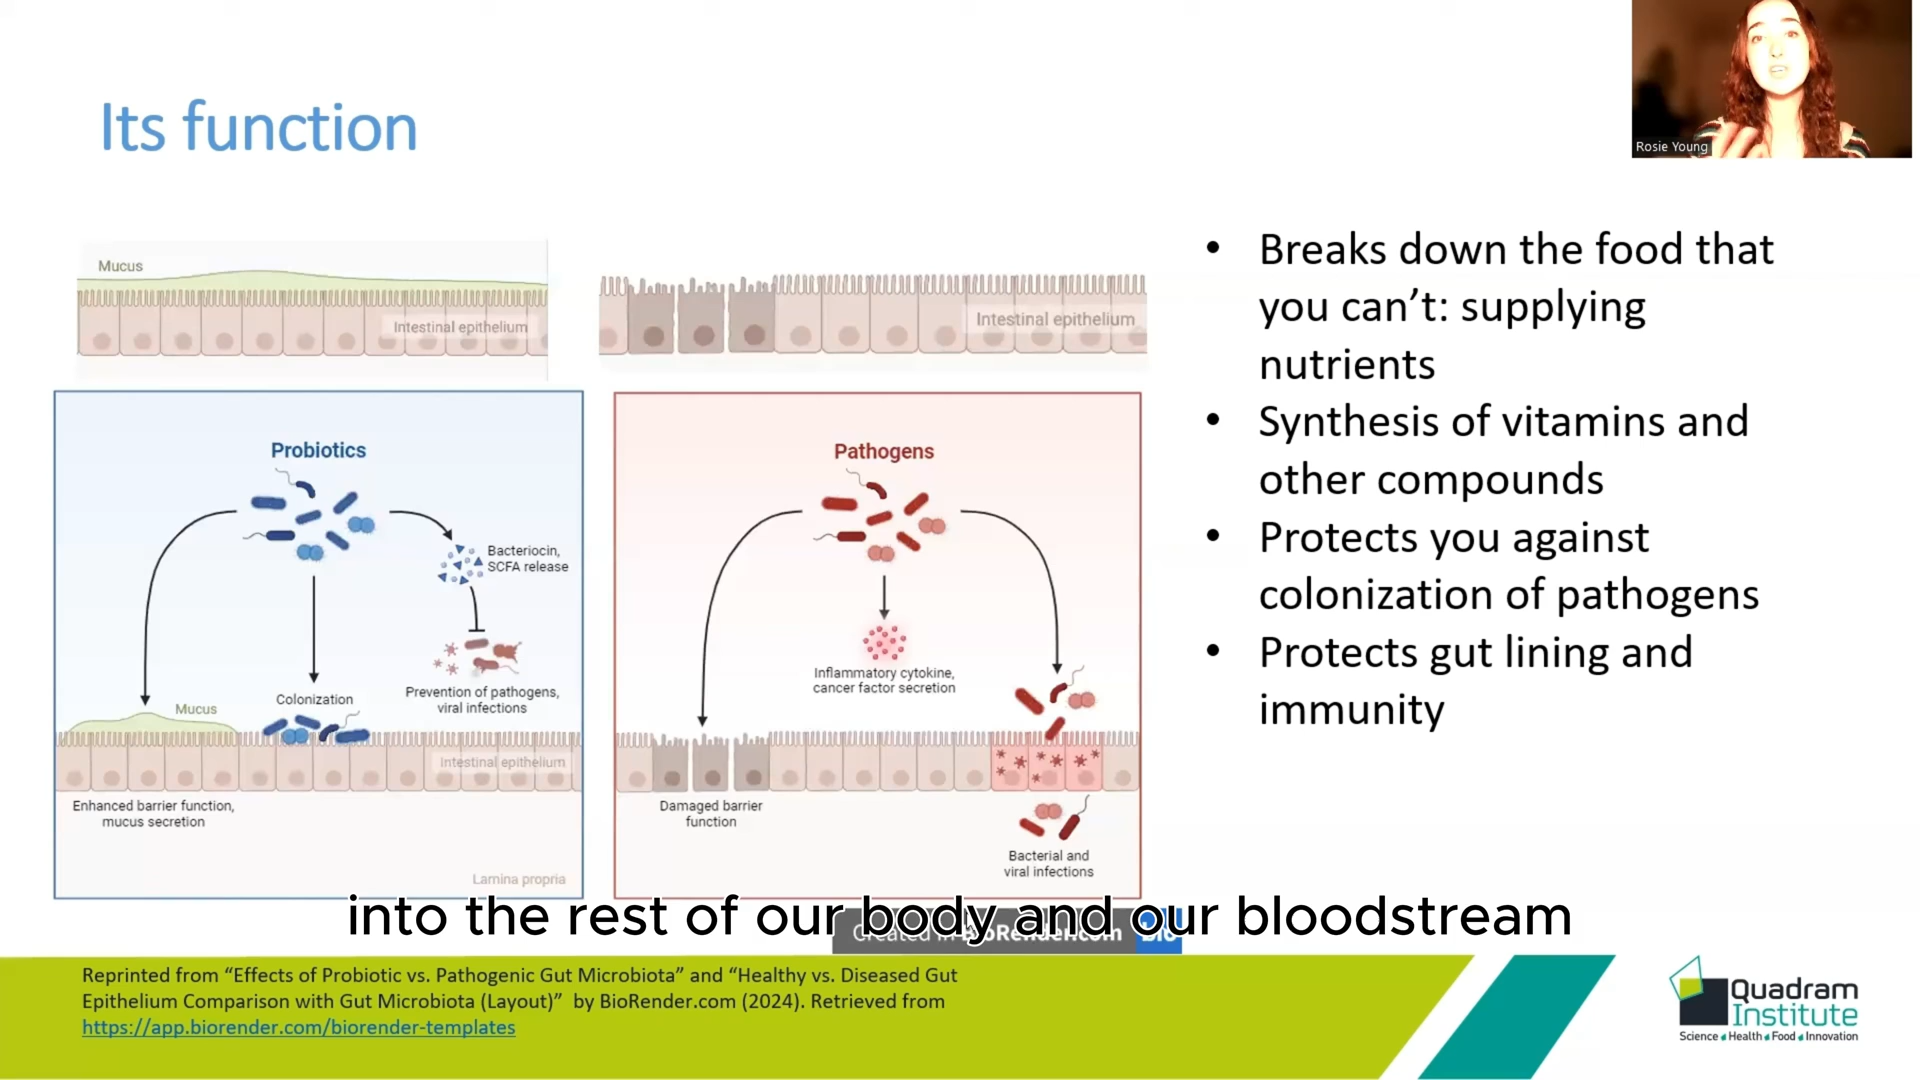 Its function
Rosie Young
Mucus
Intestinal epithelium
Intestinal epithelium
Probiotics
Bacteriocin,
SCFA release
Prevention of pathogens,
viral infections
Colonization
Mucus
Intestinal epithelium
Enhanced barrier function,
mucus secretion
Lamina propria
Pathogens
Inflammatory cytokine,
cancer factor secretion
Damaged barrier
function
Bacterial and
viral infections
• Breaks down the food that
you can’t: supplying
nutrients
• Synthesis of vitamins and
other compounds
• Protects you against
colonization of pathogens
• Protects gut lining and
immunity
into the rest of our body and our bloodstream
Created in BioRender.com bio
Reprinted from “Effects of Probiotic vs. Pathogenic Gut Microbiota” and “Healthy vs. Diseased Gut
Epithelium Comparison with Gut Microbiota (Layout)” by BioRender.com (2024). Retrieved from
https://app.biorender.com/biorender-templates
Quadram
Institute
Science Health Food Innovation